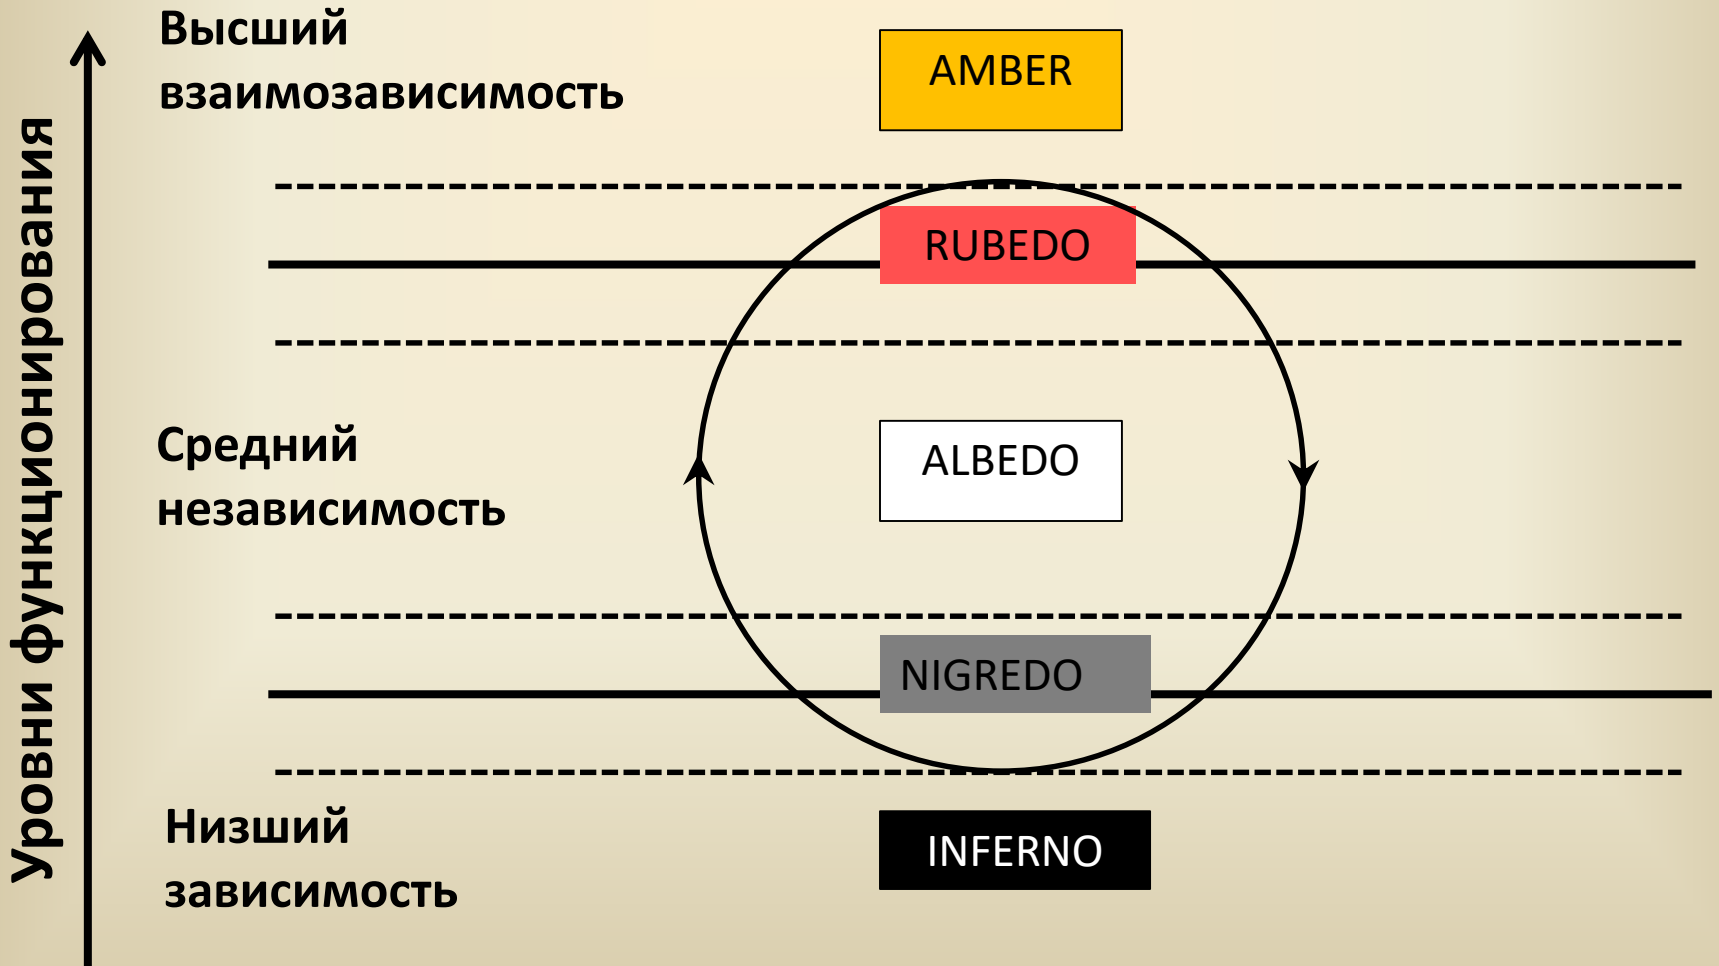 Уровни функционирования
Высший
взаимозависимость
AMBER
RUBEDO
Средний
независимость
ALBEDO
NIGREDO
Низший
зависимость
INFERNO